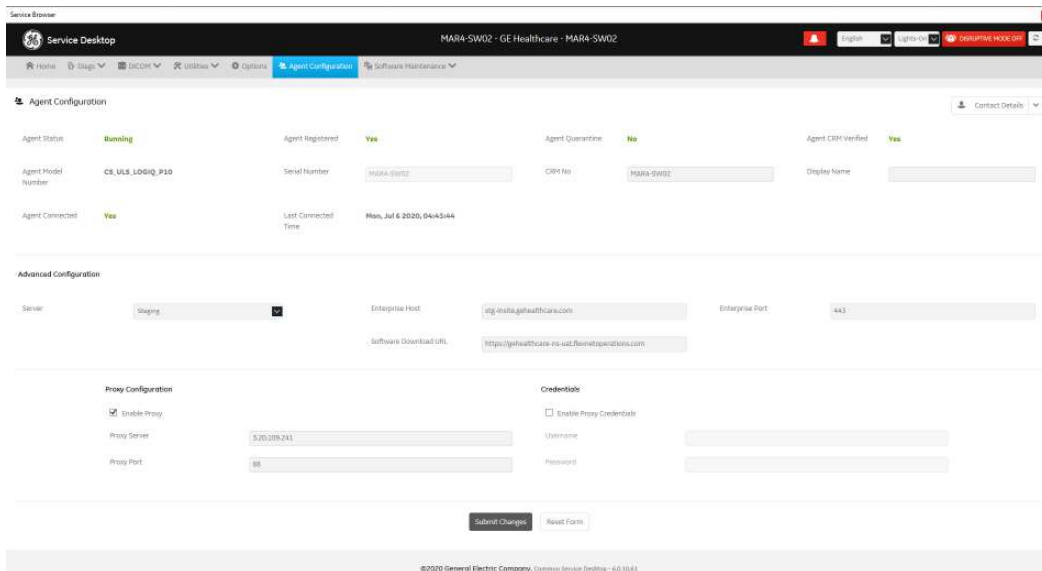 Service Browser
Service Desktop
MAR4-SW02 - GE Healthcare - MAR4-SW02
English
Lights-On
DISRUPTIVE MODE OFF
Home
Diags
DICOM
Utilities
Options
Agent Configuration
Software Maintenance
Agent Configuration
Contact Details
Agent Status
Running
Agent Registered
Yes
Agent Quarantine
No
Agent CRM Verified
Yes
Agent Model
Number
CS_ULS_LOGIQ_P10
Serial Number
MAR4-SW02
CRM No
MAR4-SW02
Display Name
Agent Connected
Yes
Last Connected
Time
Mon, Jul 6 2020, 04:43:44
Advanced Configuration
Server
Staging
Enterprise Host
stg-insite.gehealthcare.com
Enterprise Port
443
Software Download URL
https://gehealthcare-ns-uat.flexnetoperations.com
Proxy Configuration
Credentials
Enable Proxy
Enable Proxy Credentials
Proxy Server
Username
Proxy Port
88
Password
Submit Changes
Reset Form
©2020 General Electric Company. Common Service Desktop - 6.0.10.61